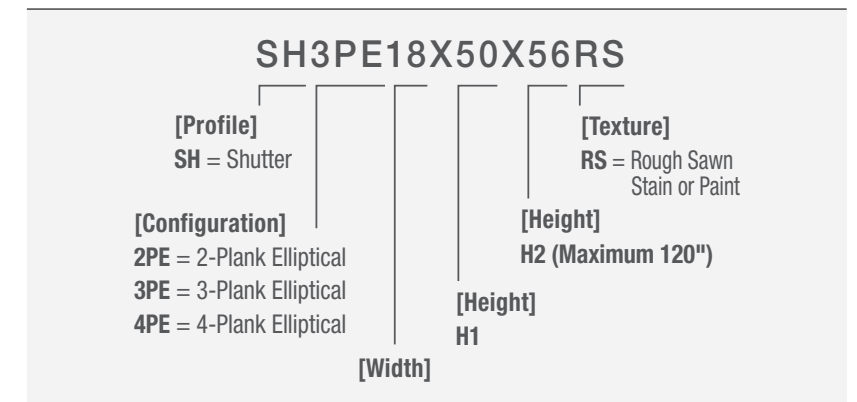 SH3PE18X50X56RS
[Profile]
SH = Shutter
[Texture]
RS = Rough Sawn
Stain or Paint
[Configuration]
2PE = 2-Plank Elliptical
3PE = 3-Plank Elliptical
4PE = 4-Plank Elliptical
[Height]
H2 (Maximum 120")
[Height]
H1
[Width]